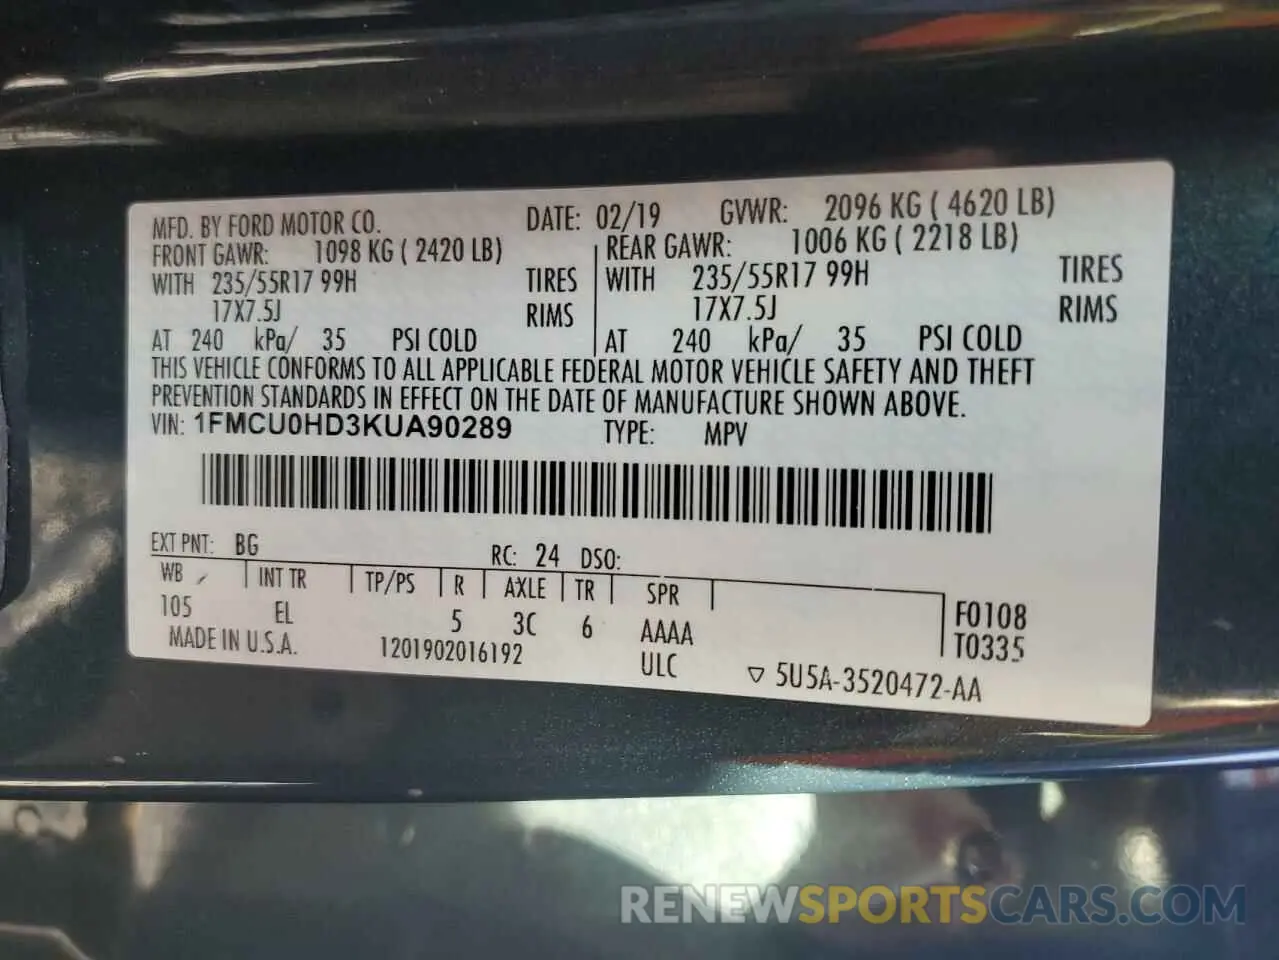 MFD. BY FORD MOTOR CO. DATE: 02/19 GVWR: 2096 KG ( 4620 LB)
FRONT GAWR: 1098 KG ( 2420 LB) REAR GAWR: 1006 KG ( 2218 LB)
WITH 235/55R17 99H TIRES WITH 235/55R17 99H TIRES
17X7.5J RIMS 17X7.5J RIMS
AT 240 kPa/ 35 PSI COLD AT 240 kPa/ 35 PSI COLD
THIS VEHICLE CONFORMS TO ALL APPLICABLE FEDERAL MOTOR VEHICLE SAFETY AND THEFT
PREVENTION STANDARDS IN EFFECT ON THE DATE OF MANUFACTURE SHOWN ABOVE.
VIN: 1FMCU0HD3KUA90289 TYPE: MPV
EXT PNT: BG RC: 24 DSO:
WB INT TR TP/PS R AXLE TR SPR
105 EL 5 3C 6 AAAA F0108
MADE IN U.S.A. 1201902016192 ULC T0335
▽ 5U5A-3520472-AA
RENEWSPORTSCARS.COM